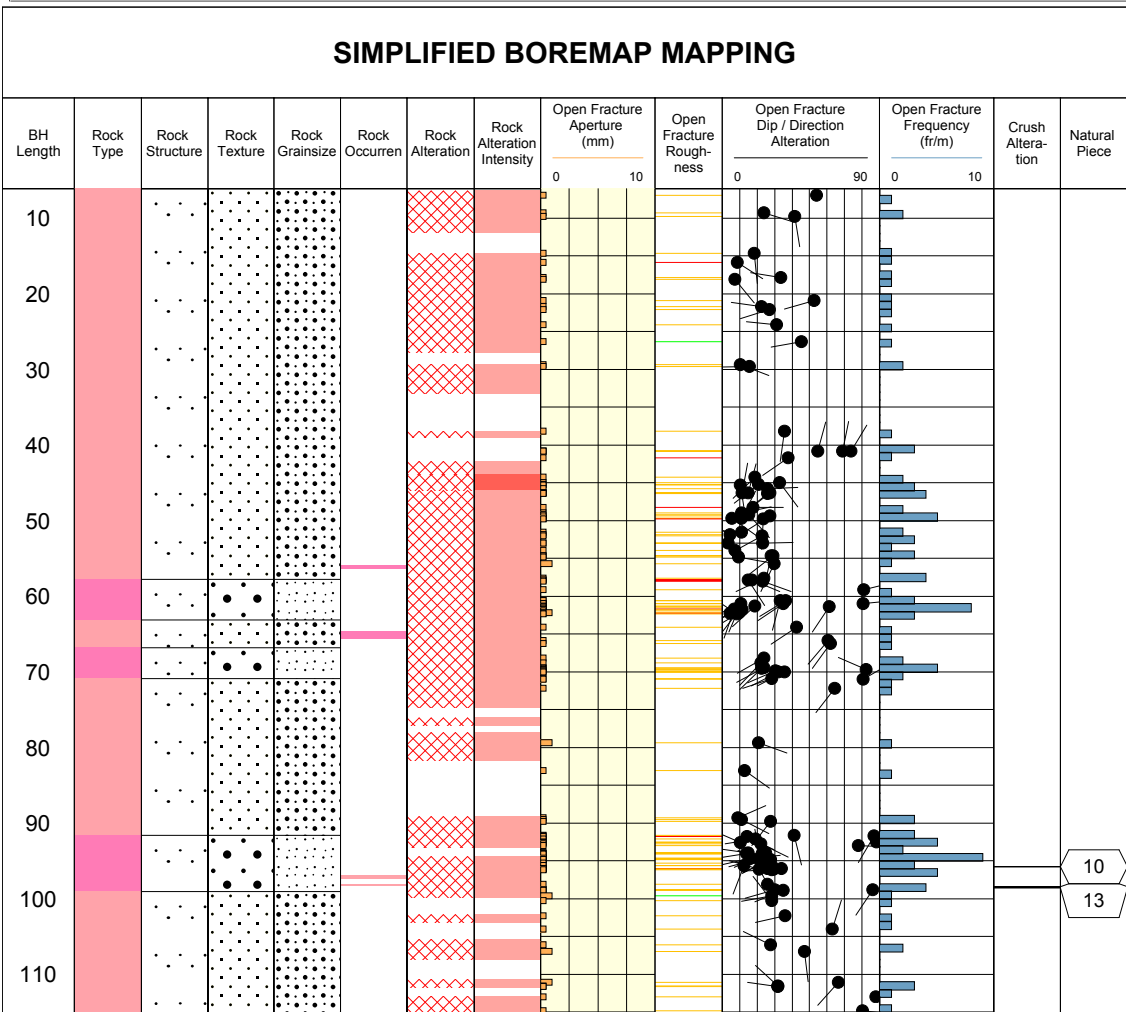 SIMPLIFIED BOREMAP MAPPING
BH
Length
Rock
Type
Rock
Structure
Rock
Texture
Rock
Grainsize
Rock
Occurren
Rock
Alteration
Rock
Alteration
Intensity
Open Fracture
Aperture
(mm)
0 10
Open
Fracture
Rough-
ness
Open Fracture
Dip / Direction
Alteration
0 90
Open Fracture
Frequency
(fr/m)
0 10
Crush
Altera-
tion
Natural
Piece
10
20
30
40
50
60
70
80
90
100
110
10
13